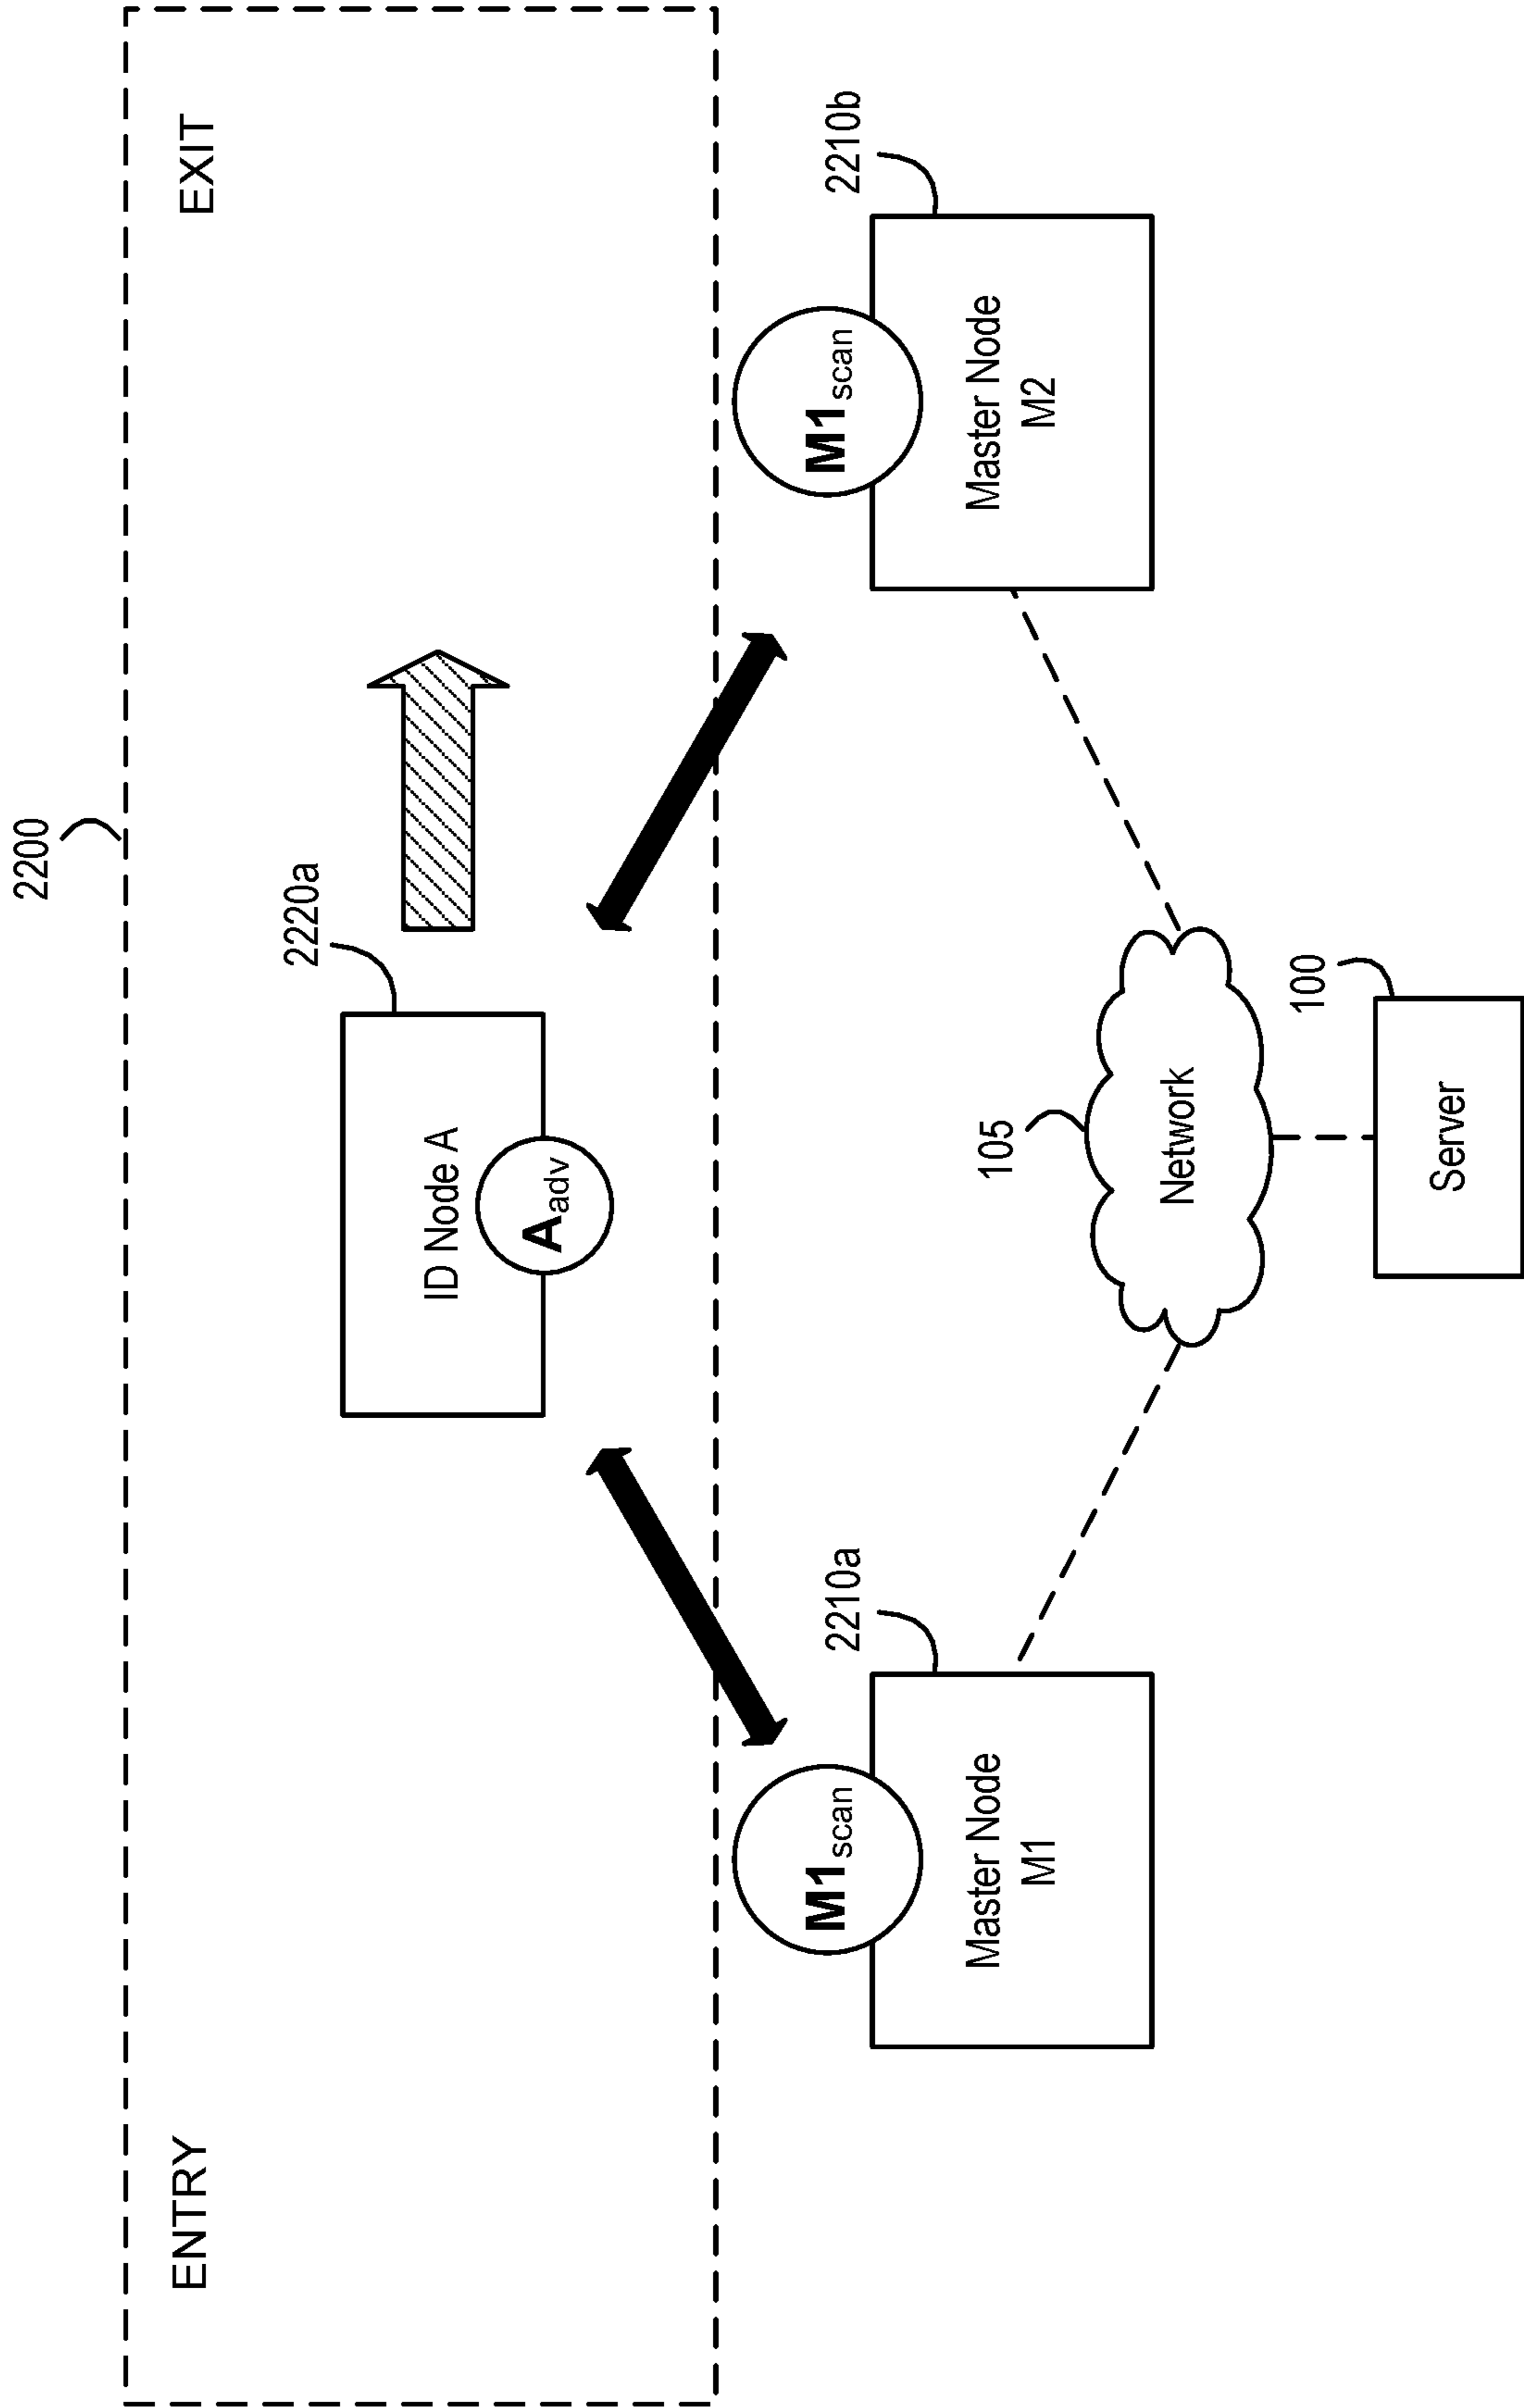 2200
ENTRY
EXIT
2220a
ID Node A
Aadv
2210a
2210b
M1scan
M1scan
Master Node
M1
Master Node
M2
105
Network
100
Server